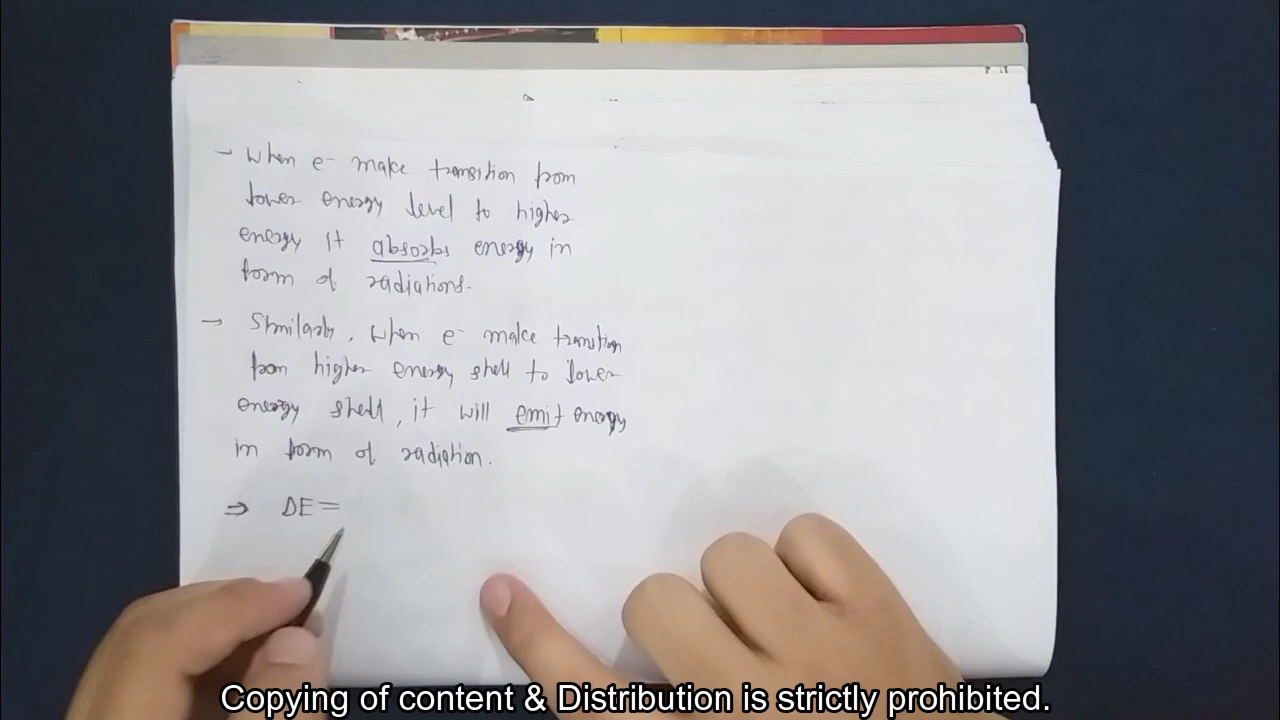 → When e- make transition from
lower energy level to higher
energy it absorbs energy in
form of radiations.
→ Similarly, when e- make transition
from higher energy shell to lower
energy shell, it will emit energy
in form of radiation.
⇒ ΔE=
Copying of content & Distribution is strictly prohibited.